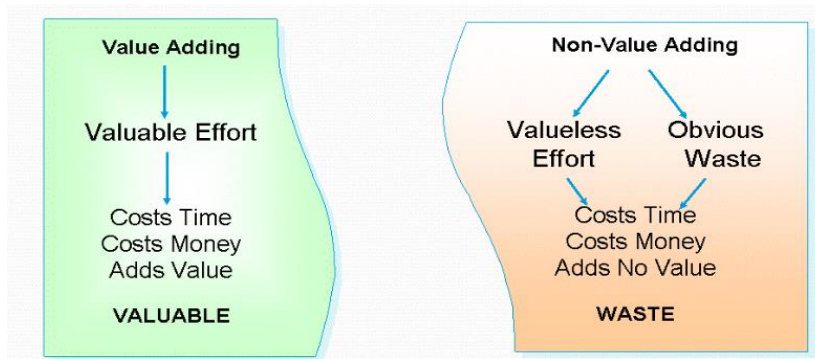 Value Adding
Valuable Effort
Costs Time
Costs Money
Adds Value
VALUABLE
Non-Value Adding
Valueless
Effort
Obvious
Waste
Costs Time
Costs Money
Adds No Value
WASTE